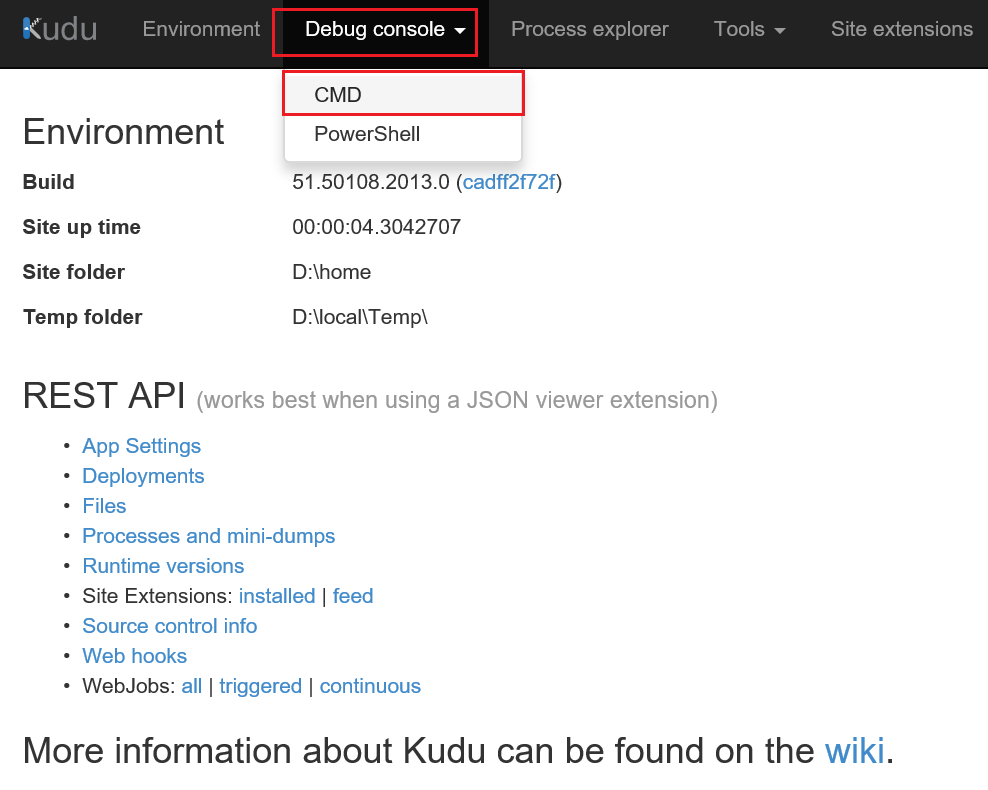 Kudu Environment Debug console Process explorer Tools Site extensions
CMD
PowerShell
Environment
Build 51.50108.2013.0 (cadff2f72f)
Site up time 00:00:04.3042707
Site folder D:\home
Temp folder D:\local\Temp\
REST API (works best when using a JSON viewer extension)
• App Settings
• Deployments
• Files
• Processes and mini-dumps
• Runtime versions
• Site Extensions: installed | feed
• Source control info
• Web hooks
• WebJobs: all | triggered | continuous
More information about Kudu can be found on the wiki.